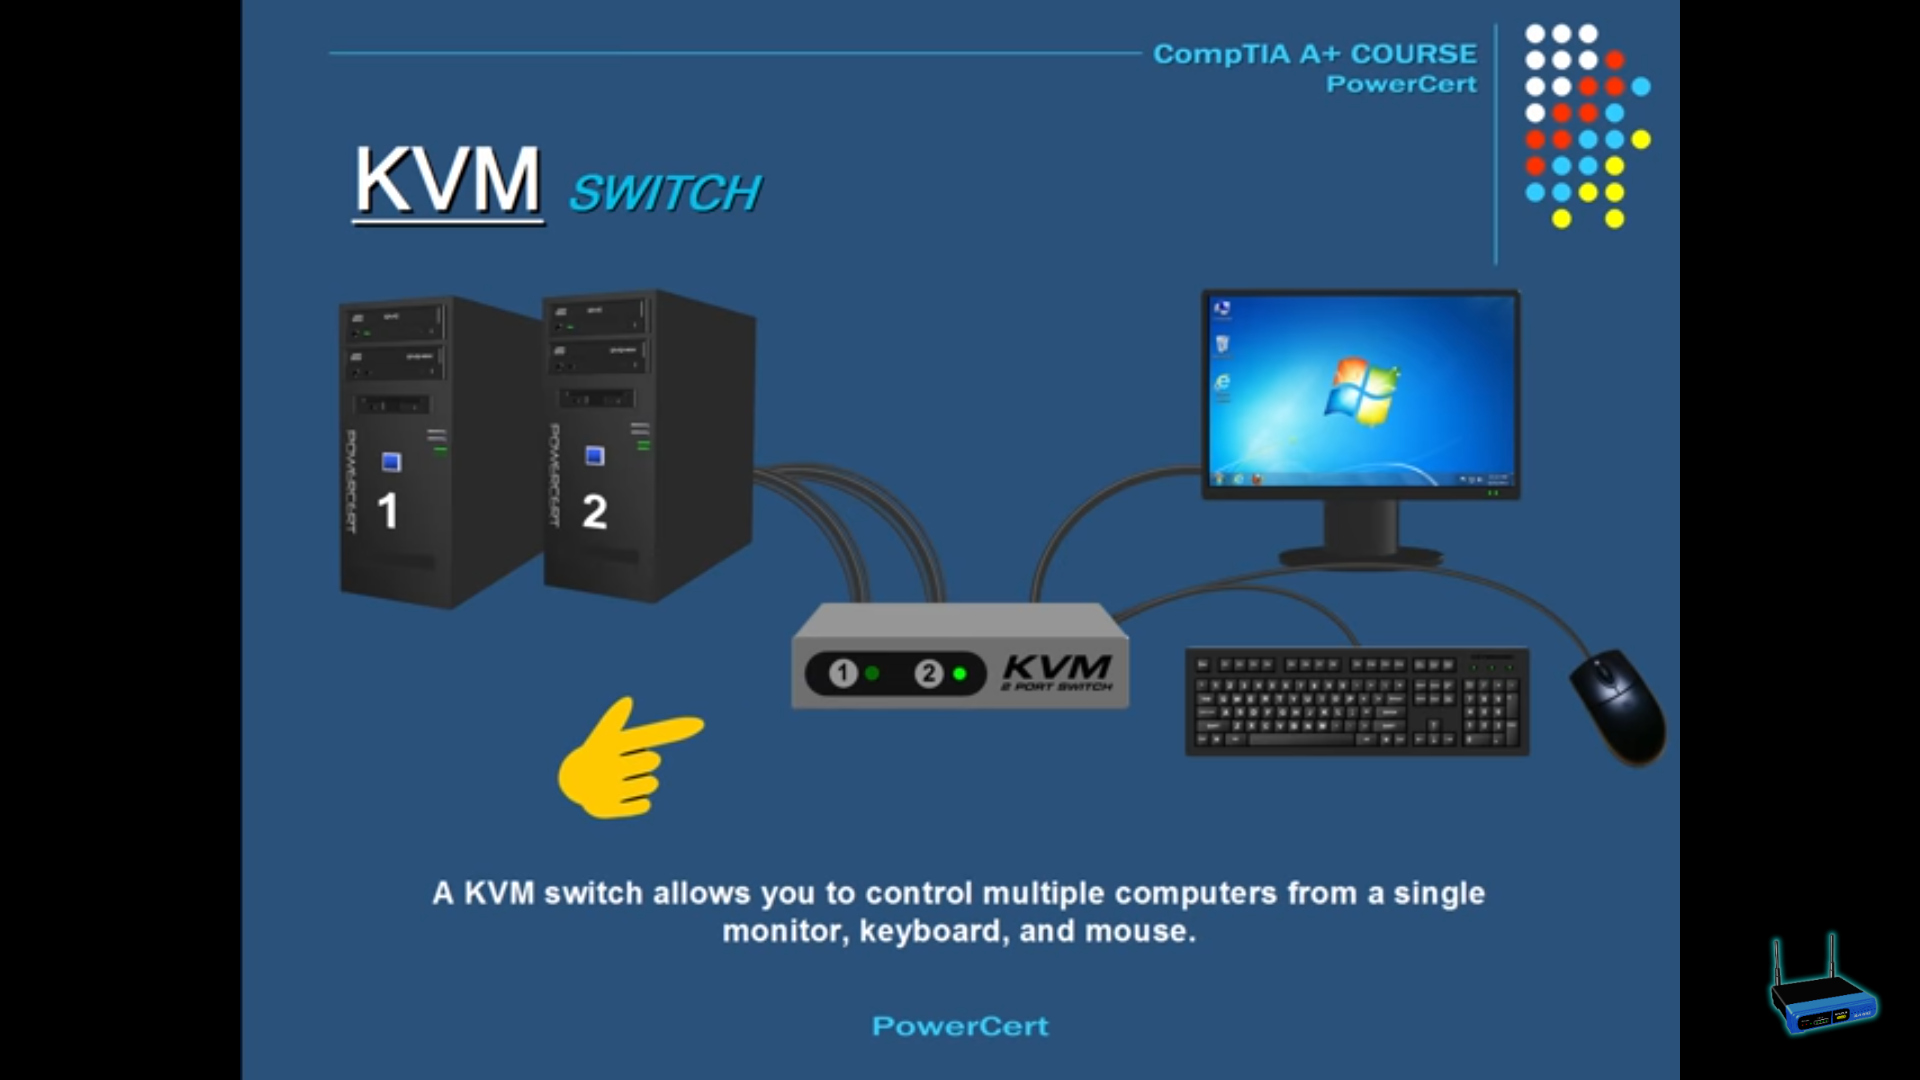 CompTIA A+ COURSE
PowerCert
KVM SWITCH
POWERCERT
1
POWERCERT
2
1 2 KVM
2 PORT SWITCH
A KVM switch allows you to control multiple computers from a single
monitor, keyboard, and mouse.
PowerCert